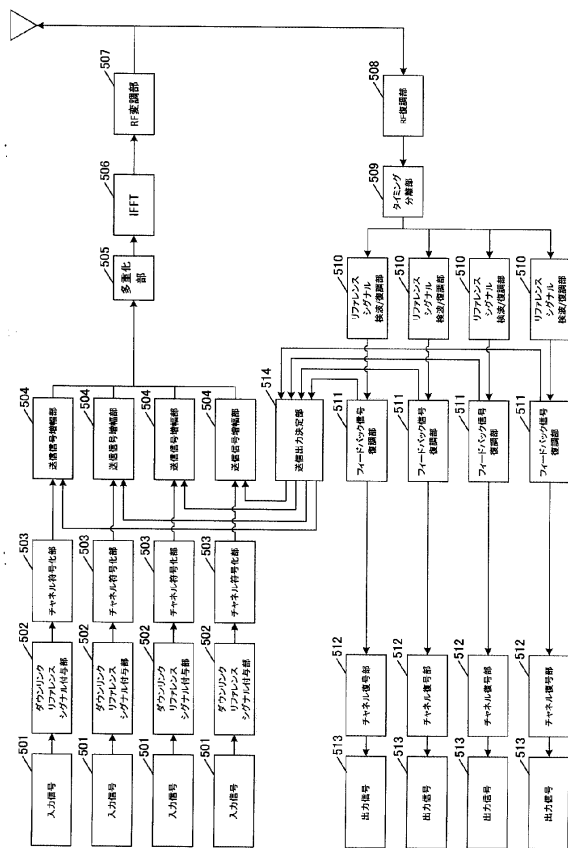 501
入力信号
502
ダウンリンク
リファレンス
シグナル付与部
503
チャネル符号化部
504
送信信号増幅部
501
入力信号
502
ダウンリンク
リファレンス
シグナル付与部
503
チャネル符号化部
504
送信信号増幅部
501
入力信号
502
ダウンリンク
リファレンス
シグナル付与部
503
チャネル符号化部
504
送信信号増幅部
501
入力信号
502
ダウンリンク
リファレンス
シグナル付与部
503
チャネル符号化部
504
送信信号増幅部
505
多重化
部
506
IFFT
507
RF変調部
514
送信出力決定部
508
RF復調部
509
タイミング
分離部
510
リファレンス
シグナル
検波/復調部
511
フィードバック信号
復調部
512
チャネル復号部
513
出力信号
510
リファレンス
シグナル
検波/復調部
511
フィードバック信号
復調部
512
チャネル復号部
513
出力信号
510
リファレンス
シグナル
検波/復調部
511
フィードバック信号
復調部
512
チャネル復号部
513
出力信号
510
リファレンス
シグナル
検波/復調部
511
フィードバック信号
復調部
512
チャネル復号部
513
出力信号